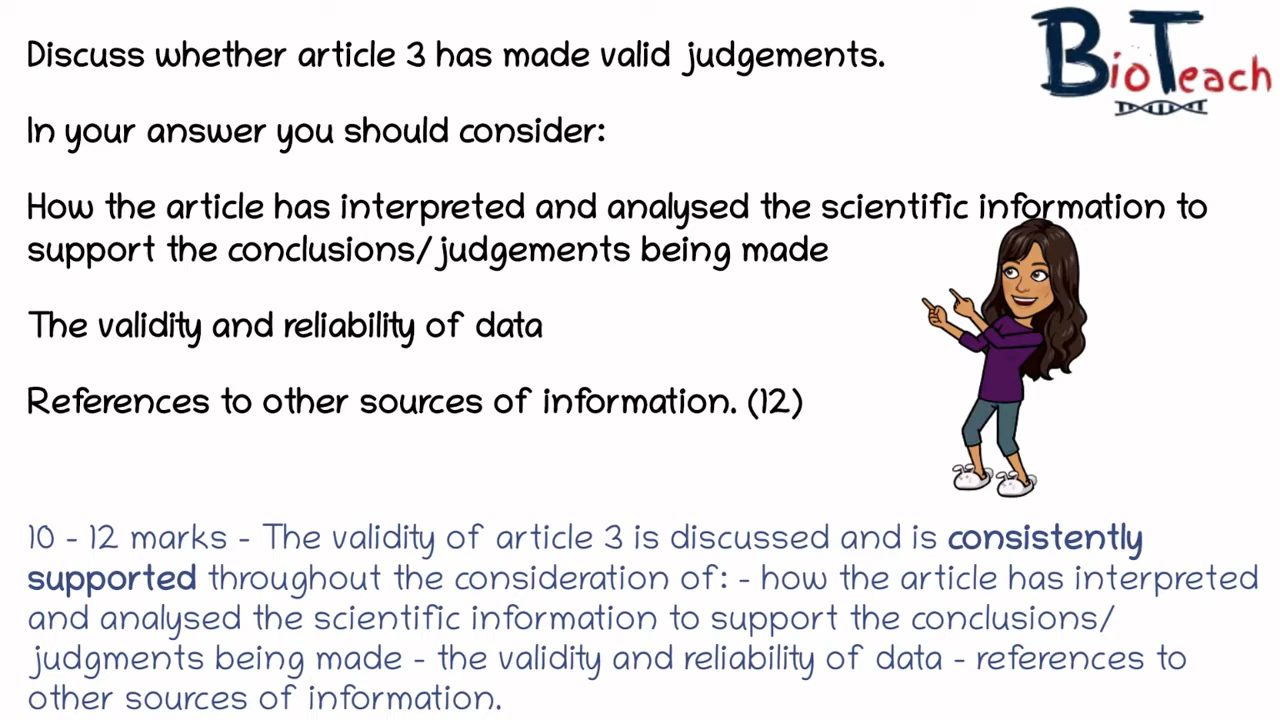 Discuss whether article 3 has made valid judgements.
BioTeach
In your answer you should consider:
How the article has interpreted and analysed the scientific information to
support the conclusions/judgements being made
The validity and reliability of data
References to other sources of information. (12)
10 - 12 marks - The validity of article 3 is discussed and is consistently
supported throughout the consideration of: - how the article has interpreted
and analysed the scientific information to support the conclusions/
judgments being made - the validity and reliability of data - references to
other sources of information.